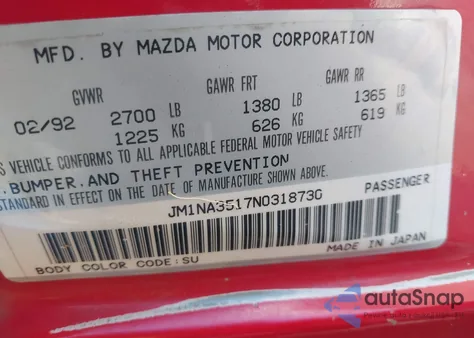 MFD. BY MAZDA MOTOR CORPORATION
GVWR GAWR FRT GAWR RR
02/92 2700 LB 1380 LB 1365 LB
1225 KG 626 KG 619 KG
S VEHICLE CONFORMS TO ALL APPLICABLE FEDERAL MOTOR VEHICLE SAFETY
.BUMPER.AND THEFT PREVENTION
STANDARD IN EFFECT ON THE DATE OF MANUFACTURE SHOWN ABOVE.
JM1NA3517N0318730 PASSENGER
BODY COLOR CODE:SU MADE IN JAPAN
autoSnap